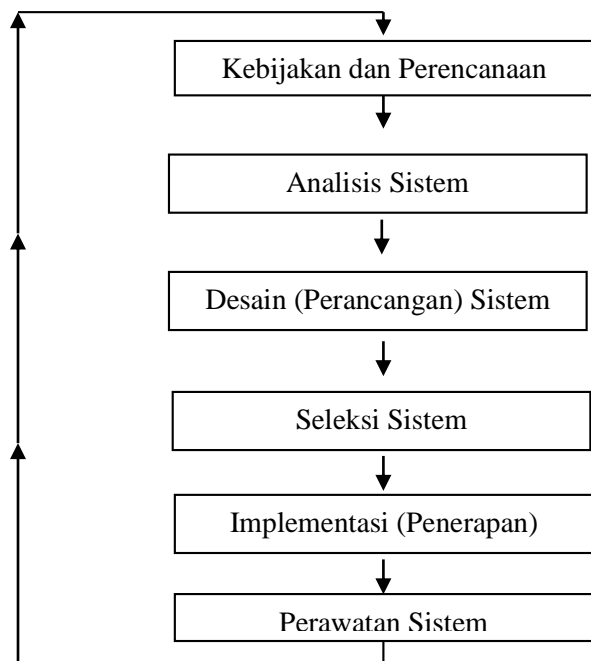 Kebijakan dan Perencanaan
Analisis Sistem
Desain (Perancangan) Sistem
Seleksi Sistem
Implementasi (Penerapan)
Perawatan Sistem